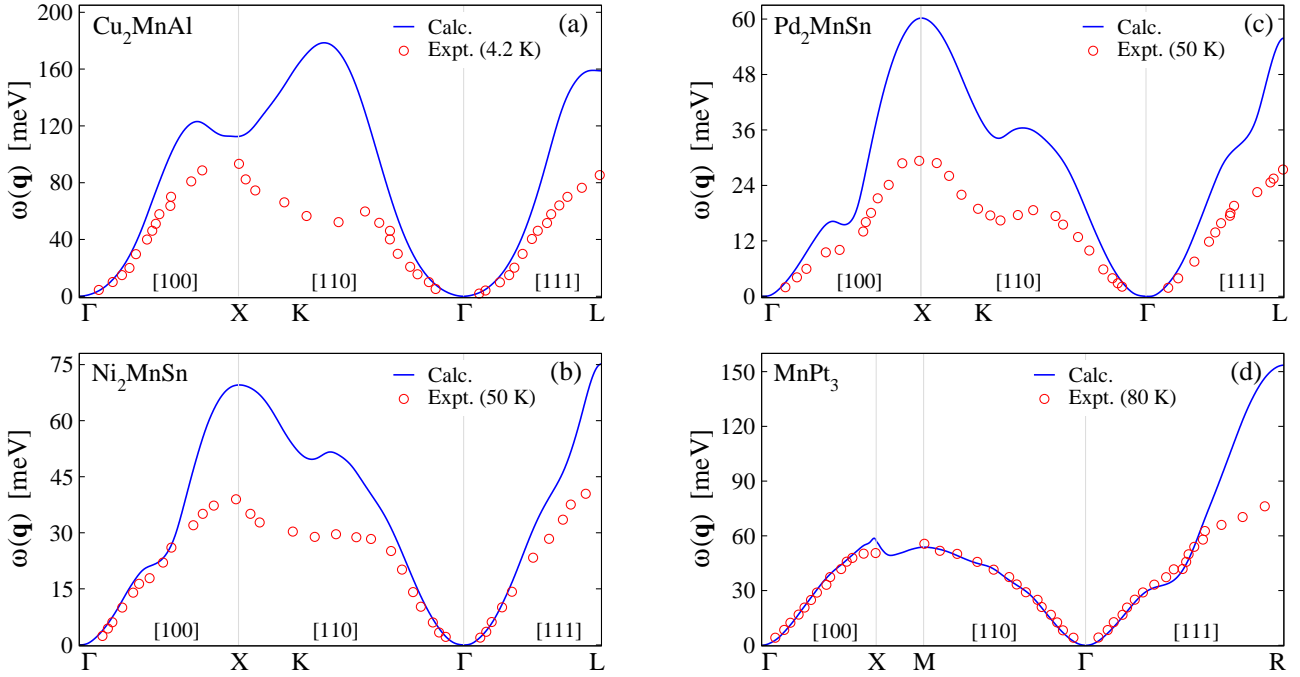 Cu₂MnAl
(a)
Calc.
Expt. (4.2 K)
ω(q) [meV]
200
160
120
80
40
0
[100]
[110]
[111]
Γ
X
K
Γ
L
Pd₂MnSn
(c)
Calc.
Expt. (50 K)
ω(q) [meV]
60
48
36
24
12
0
[100]
[110]
[111]
Γ
X
K
Γ
L
Ni₂MnSn
(b)
Calc.
Expt. (50 K)
ω(q) [meV]
75
60
45
30
15
0
[100]
[110]
[111]
Γ
X
K
Γ
L
MnPt₃
(d)
Calc.
Expt. (80 K)
ω(q) [meV]
150
120
90
60
30
0
[100]
[110]
[111]
Γ
X
M
Γ
R